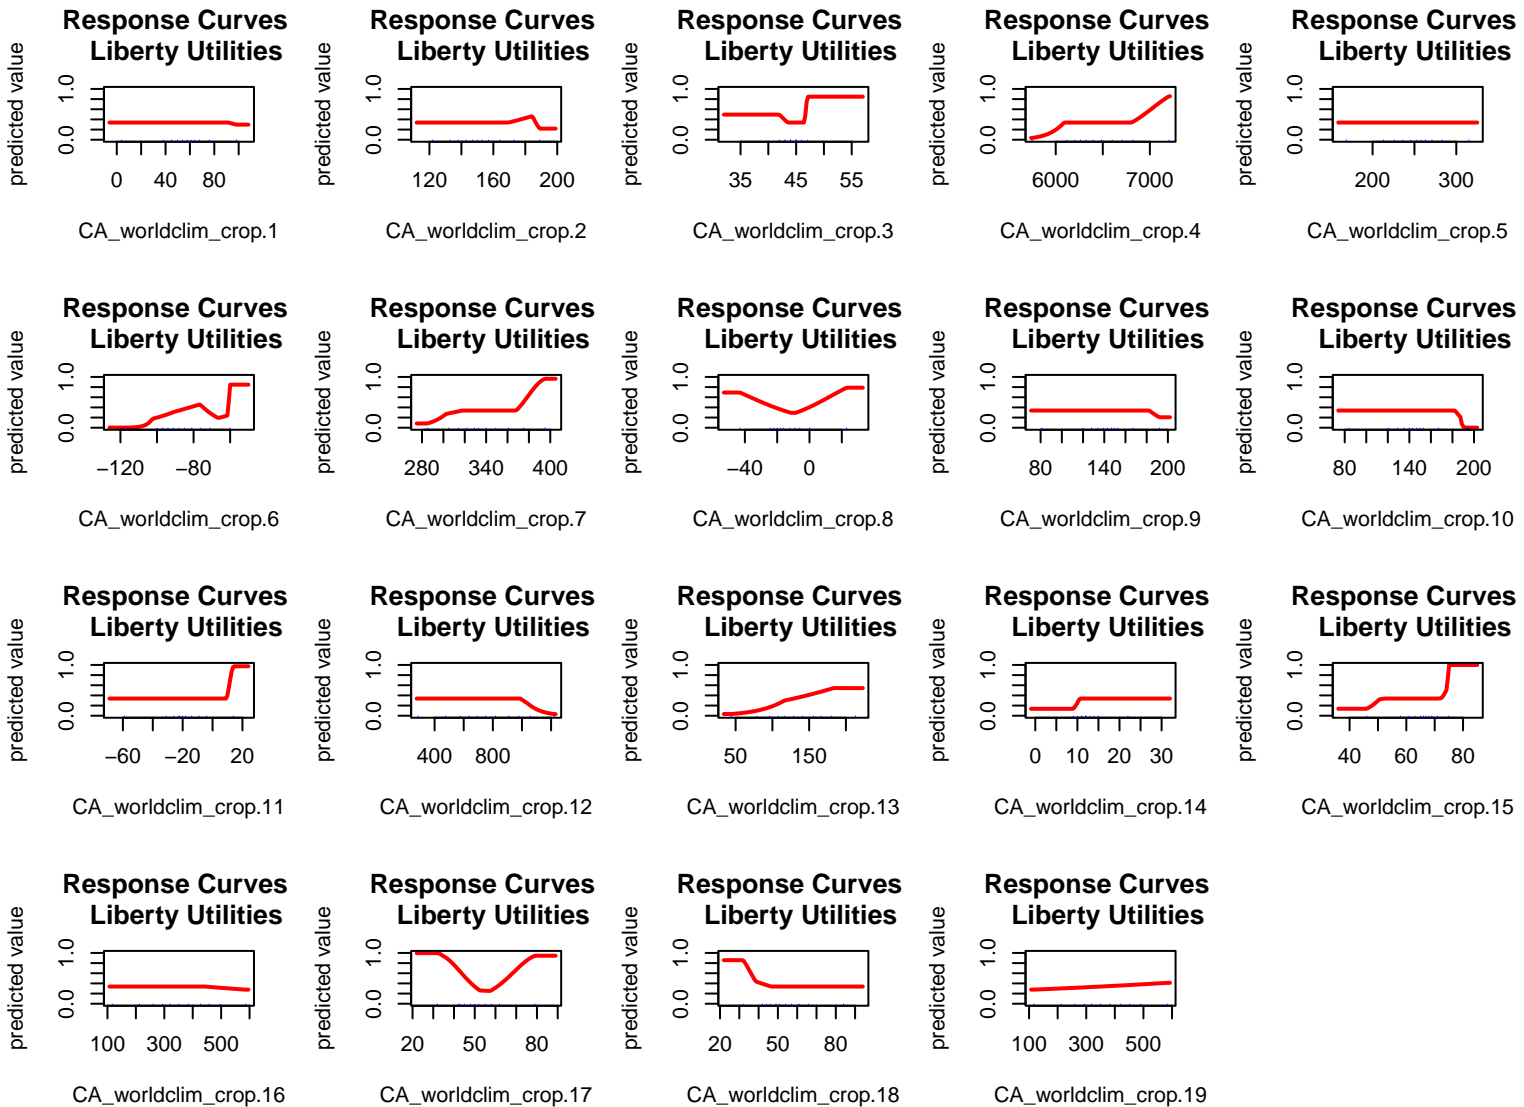 Response Curves
Liberty Utilities
predicted value
0.0 1.0
0 40 80
CA_worldclim_crop.1
Response Curves
Liberty Utilities
predicted value
0.0 1.0
120 160 200
CA_worldclim_crop.2
Response Curves
Liberty Utilities
predicted value
0.0 1.0
35 45 55
CA_worldclim_crop.3
Response Curves
Liberty Utilities
predicted value
0.0 1.0
6000 7000
CA_worldclim_crop.4
Response Curves
Liberty Utilities
predicted value
0.0 1.0
200 300
CA_worldclim_crop.5
Response Curves
Liberty Utilities
predicted value
0.0 1.0
−120 −80
CA_worldclim_crop.6
Response Curves
Liberty Utilities
predicted value
0.0 1.0
280 340 400
CA_worldclim_crop.7
Response Curves
Liberty Utilities
predicted value
0.0 1.0
−40 0
CA_worldclim_crop.8
Response Curves
Liberty Utilities
predicted value
0.0 1.0
80 140 200
CA_worldclim_crop.9
Response Curves
Liberty Utilities
predicted value
0.0 1.0
80 140 200
CA_worldclim_crop.10
Response Curves
Liberty Utilities
predicted value
0.0 1.0
−60 −20 20
CA_worldclim_crop.11
Response Curves
Liberty Utilities
predicted value
0.0 1.0
400 800
CA_worldclim_crop.12
Response Curves
Liberty Utilities
predicted value
0.0 1.0
50 150
CA_worldclim_crop.13
Response Curves
Liberty Utilities
predicted value
0.0 1.0
0 10 20 30
CA_worldclim_crop.14
Response Curves
Liberty Utilities
predicted value
0.0 1.0
40 60 80
CA_worldclim_crop.15
Response Curves
Liberty Utilities
predicted value
0.0 1.0
100 300 500
CA_worldclim_crop.16
Response Curves
Liberty Utilities
predicted value
0.0 1.0
20 50 80
CA_worldclim_crop.17
Response Curves
Liberty Utilities
predicted value
0.0 1.0
20 50 80
CA_worldclim_crop.18
Response Curves
Liberty Utilities
predicted value
0.0 1.0
100 300 500
CA_worldclim_crop.19